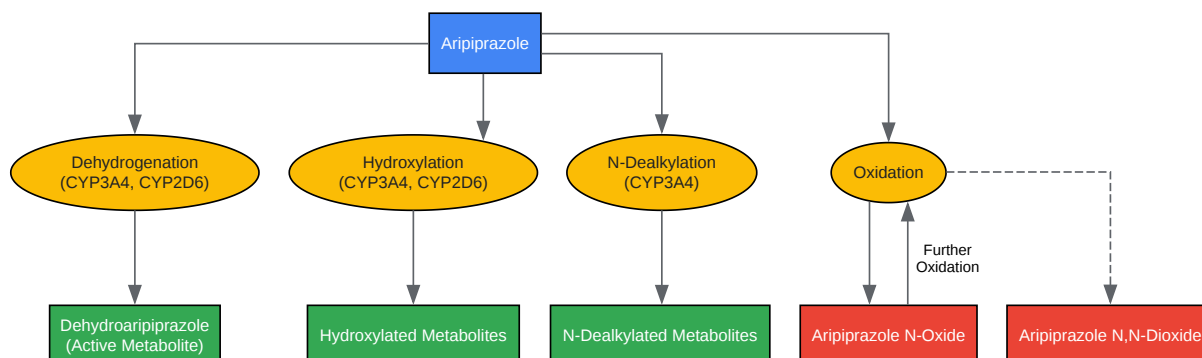 Aripiprazole
Dehydrogenation
(CYP3A4, CYP2D6)
Hydroxylation
(CYP3A4, CYP2D6)
N-Dealkylation
(CYP3A4)
Oxidation
Further
Oxidation
Dehydroaripiprazole
(Active Metabolite)
Hydroxylated Metabolites
N-Dealkylated Metabolites
Aripiprazole N-Oxide
Aripiprazole N,N-Dioxide